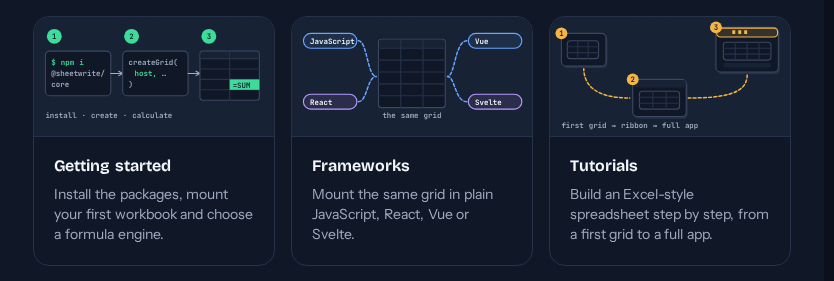 1
2
3
$ npm i
@sheetwrite/
core
createGrid(
host, …
)
=SUM
install · create · calculate
Getting started
Install the packages, mount
your first workbook and choose
a formula engine.
JavaScript
Vue
React
Svelte
the same grid
Frameworks
Mount the same grid in plain
JavaScript, React, Vue or
Svelte.
1
2
3
first grid → ribbon → full app
Tutorials
Build an Excel-style
spreadsheet step by step, from
a first grid to a full app.